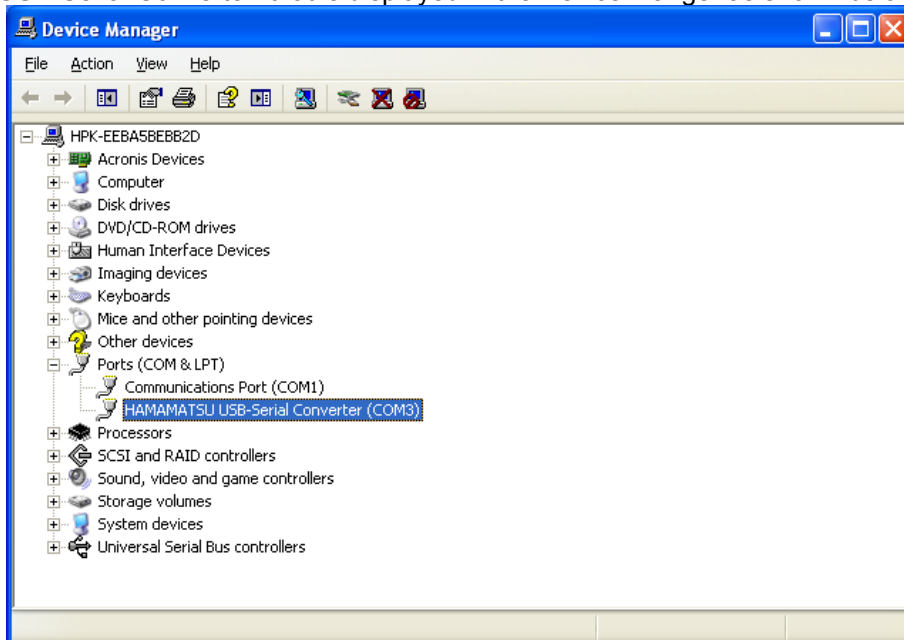 Device Manager
File Action View Help
HPK-EEBA5BEBB2D
Acronis Devices
Computer
Disk drives
DVD/CD-ROM drives
Human Interface Devices
Imaging devices
Keyboards
Mice and other pointing devices
Other devices
Ports (COM & LPT)
Communications Port (COM1)
HAMAMATSU USB-Serial Converter (COM3)
Processors
SCSI and RAID controllers
Sound, video and game controllers
Storage volumes
System devices
Universal Serial Bus controllers